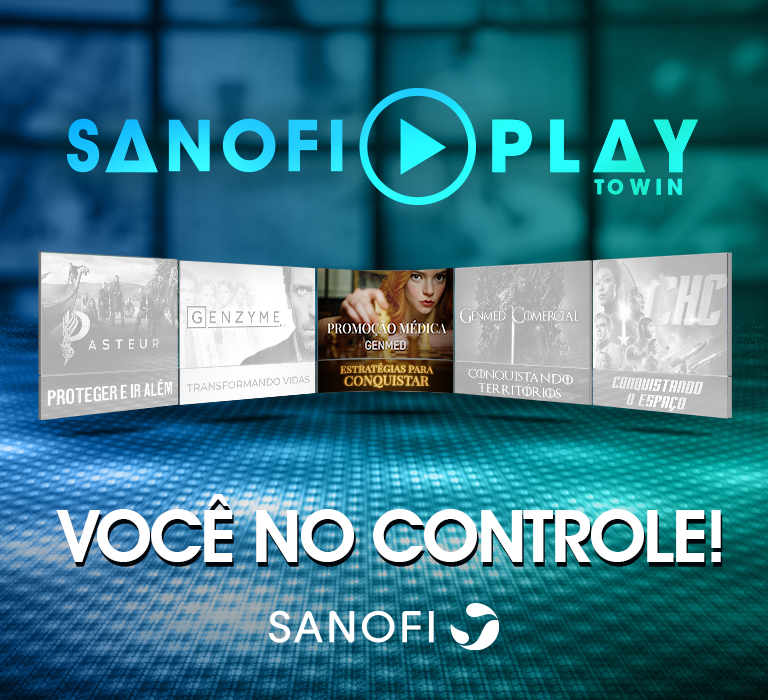 SANOFI PLAY
TO WIN
PASTEUR
PROTEGER E IR ALÉM
GENZYME
TRANSFORMANDO VIDAS
PROMOÇÃO MÉDICA
GENMED
ESTRATÉGIAS PARA
CONQUISTAR
GENMED COMERCIAL
CONQUISTANDO
TERRITÓRIOS
CHC
CONQUISTANDO
O ESPAÇO
VOCÊ NO CONTROLE!
SANOFI